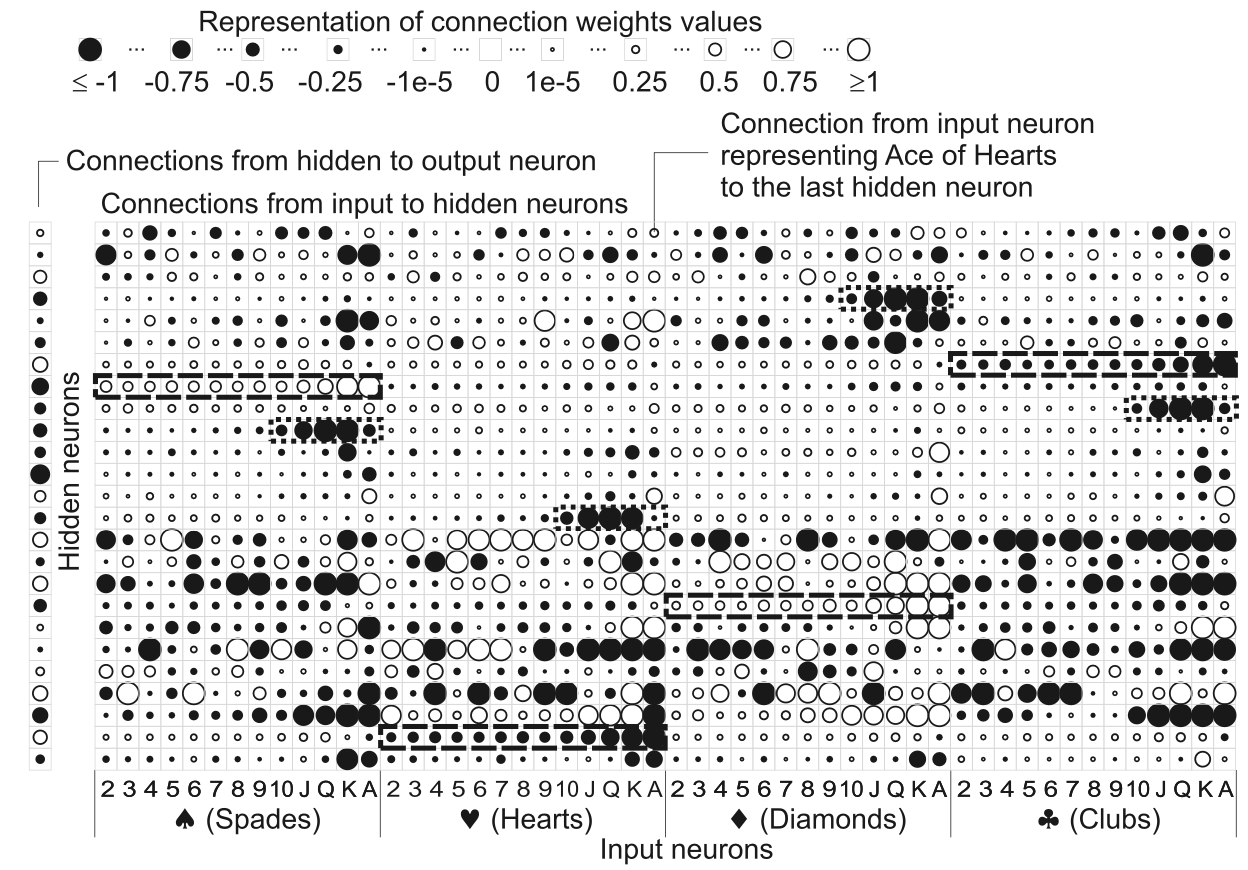 Representation of connection weights values
... ... ... ... ... ... ... ... ... ...
≤ -1 -0.75 -0.5 -0.25 -1e-5 0 1e-5 0.25 0.5 0.75 ≥1
Connection from input neuron
representing Ace of Hearts
to the last hidden neuron
Connections from hidden to output neuron
Connections from input to hidden neurons
Hidden neurons
2 3 4 5 6 7 8 9 10 J Q K A 2 3 4 5 6 7 8 9 10 J Q K A 2 3 4 5 6 7 8 9 10 J Q K A 2 3 4 5 6 7 8 9 10 J Q K A
♠ (Spades) ♥ (Hearts) ♦ (Diamonds) ♣ (Clubs)
Input neurons